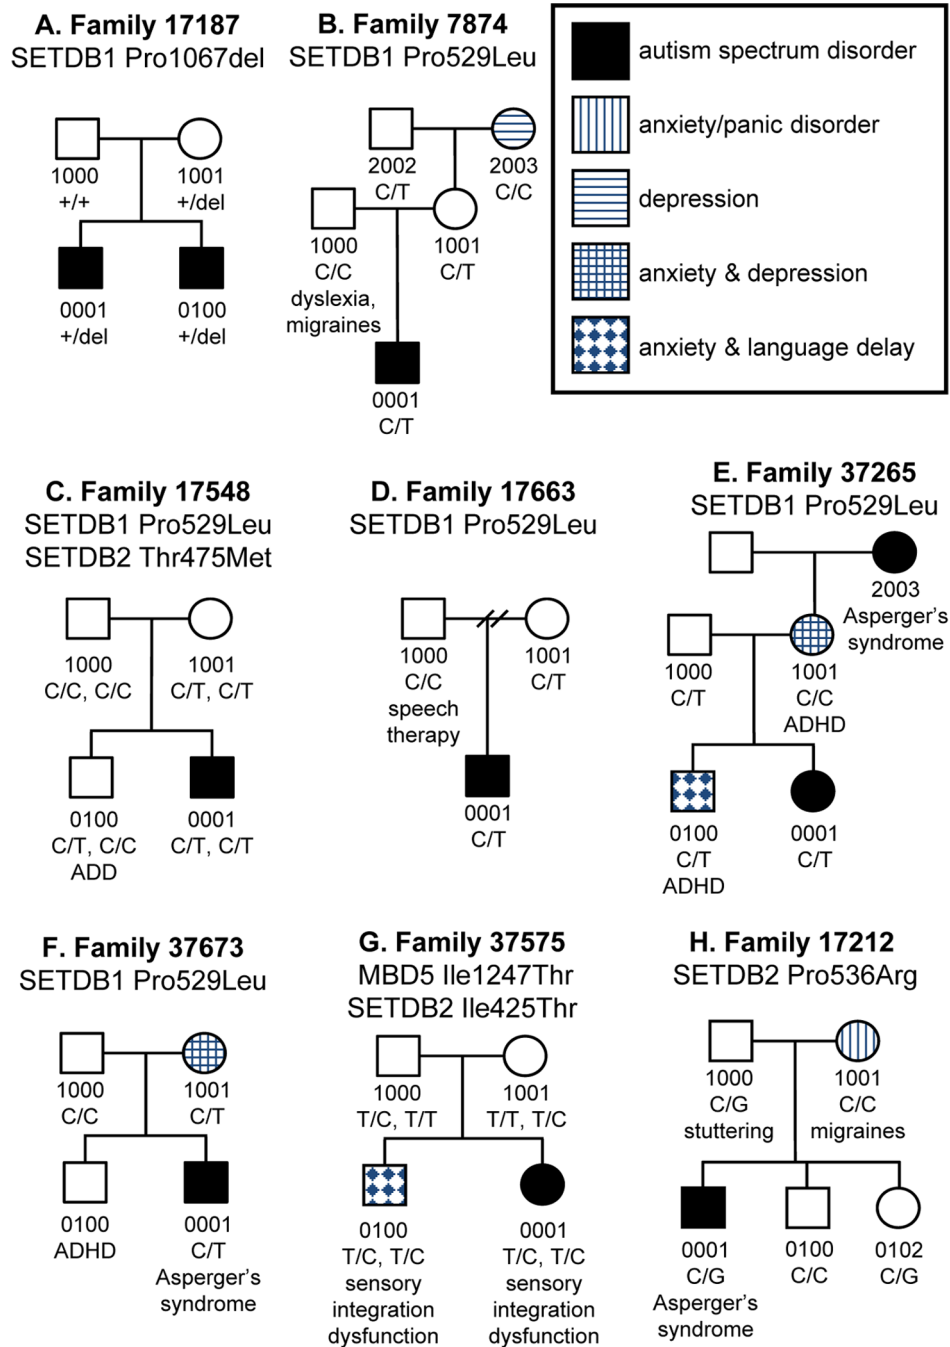 A. Family 17187
SETDB1 Pro1067del
1000
+/+
1001
+/del
0001
+/del
0100
+/del
B. Family 7874
SETDB1 Pro529Leu
2002
C/T
2003
C/C
1000
C/C
dyslexia,
migraines
1001
C/T
0001
C/T
autism spectrum disorder
anxiety/panic disorder
depression
anxiety & depression
anxiety & language delay
C. Family 17548
SETDB1 Pro529Leu
SETDB2 Thr475Met
1000
C/C, C/C
1001
C/T, C/T
0100
C/T, C/C
ADD
0001
C/T, C/T
D. Family 17663
SETDB1 Pro529Leu
1000
C/C
speech
therapy
1001
C/T
0001
C/T
E. Family 37265
SETDB1 Pro529Leu
2003
Asperger's
syndrome
1000
C/T
1001
C/C
ADHD
0100
C/T
ADHD
0001
C/T
F. Family 37673
SETDB1 Pro529Leu
1000
C/C
1001
C/T
0100
ADHD
0001
C/T
Asperger's
syndrome
G. Family 37575
MBD5 Ile1247Thr
SETDB2 Ile425Thr
1000
T/C, T/T
1001
T/T, T/C
0100
T/C, T/C
sensory
integration
dysfunction
0001
T/C, T/C
sensory
integration
dysfunction
H. Family 17212
SETDB2 Pro536Arg
1000
C/G
stuttering
1001
C/C
migraines
0001
C/G
Asperger's
syndrome
0100
C/C
0102
C/G